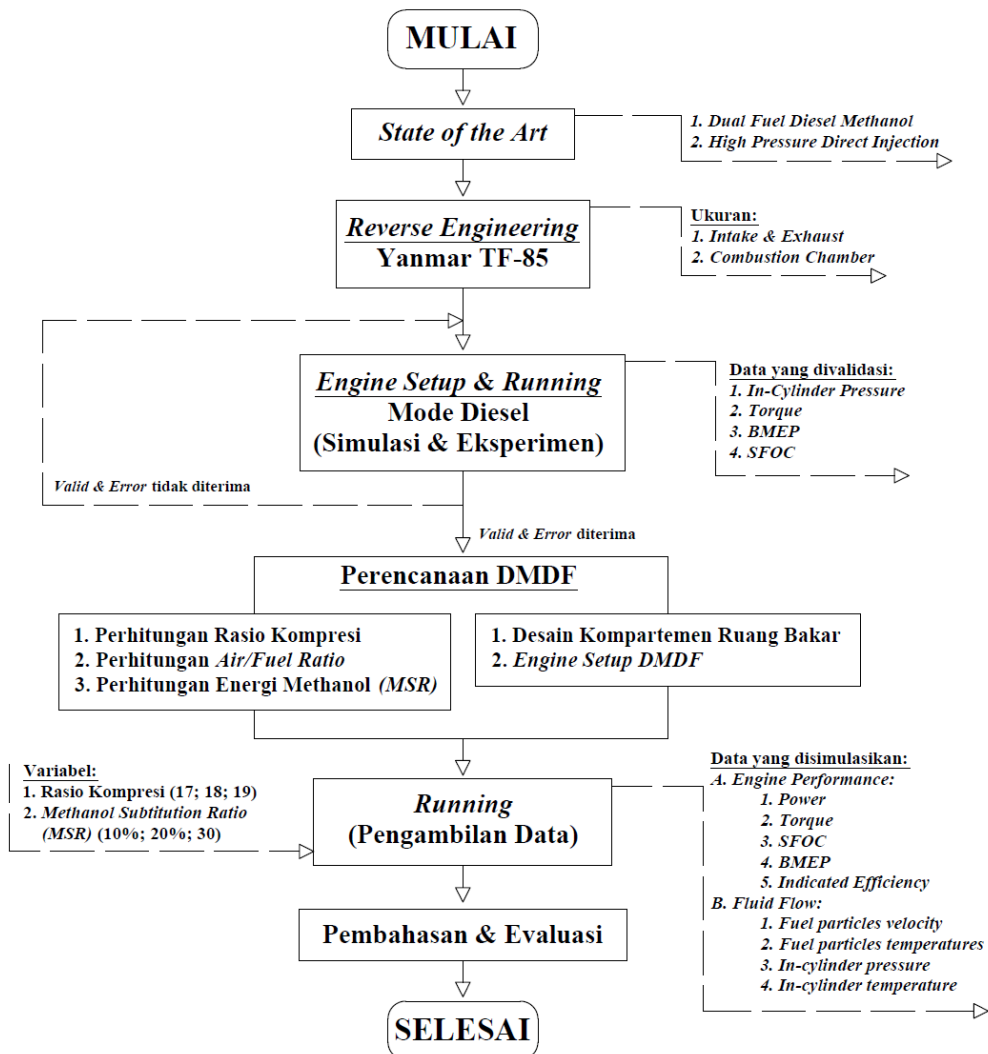 MULAI
State of the Art
1. Dual Fuel Diesel Methanol
2. High Pressure Direct Injection
Reverse Engineering
Yanmar TF-85
Ukuran:
1. Intake & Exhaust
2. Combustion Chamber
Engine Setup & Running
Mode Diesel
(Simulasi & Eksperimen)
Data yang divalidasi:
1. In-Cylinder Pressure
2. Torque
3. BMEP
4. SFOC
Valid & Error tidak diterima
Valid & Error diterima
Perencanaan DMDF
1. Perhitungan Rasio Kompresi
2. Perhitungan Air/Fuel Ratio
3. Perhitungan Energi Methanol (MSR)
1. Desain Kompartemen Ruang Bakar
2. Engine Setup DMDF
Variabel:
1. Rasio Kompresi (17; 18; 19)
2. Methanol Subtitution Ratio
(MSR) (10%; 20%; 30)
Running
(Pengambilan Data)
Data yang disimulasikan:
A. Engine Performance:
1. Power
2. Torque
3. SFOC
4. BMEP
5. Indicated Efficiency
B. Fluid Flow:
1. Fuel particles velocity
2. Fuel particles temperatures
3. In-cylinder pressure
4. In-cylinder temperature
Pembahasan & Evaluasi
SELESAI